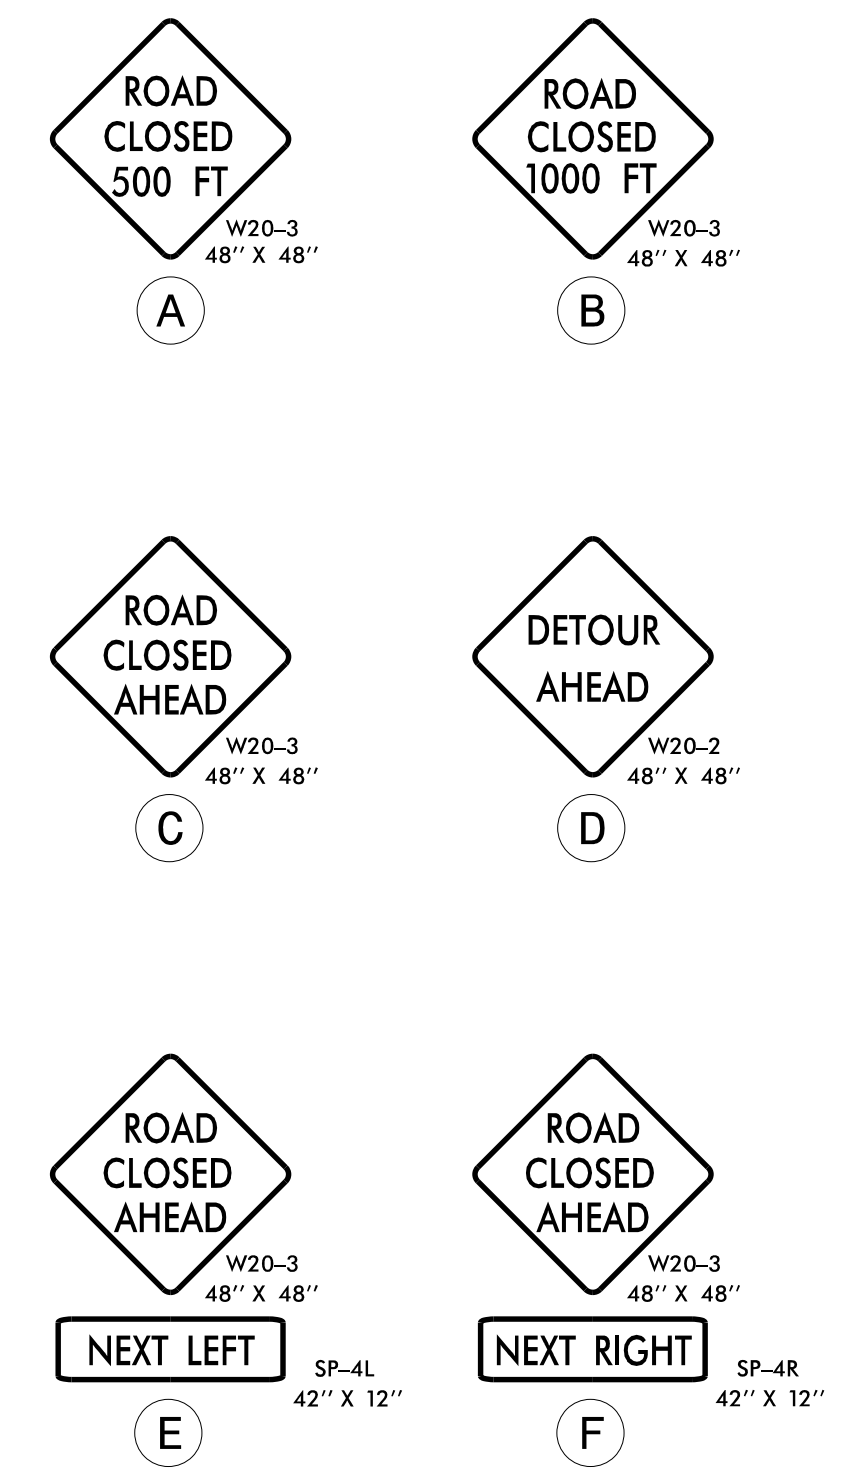 ROAD
CLOSED
500 FT
W20–3
48'' X 48''
A
ROAD
CLOSED
1000 FT
W20–3
48'' X 48''
B
ROAD
CLOSED
AHEAD
W20–3
48'' X 48''
C
DETOUR
AHEAD
W20–2
48'' X 48''
D
ROAD
CLOSED
AHEAD
W20–3
48'' X 48''
NEXT LEFT
SP–4L
42'' X 12''
E
ROAD
CLOSED
AHEAD
W20–3
48'' X 48''
NEXT RIGHT
SP–4R
42'' X 12''
F